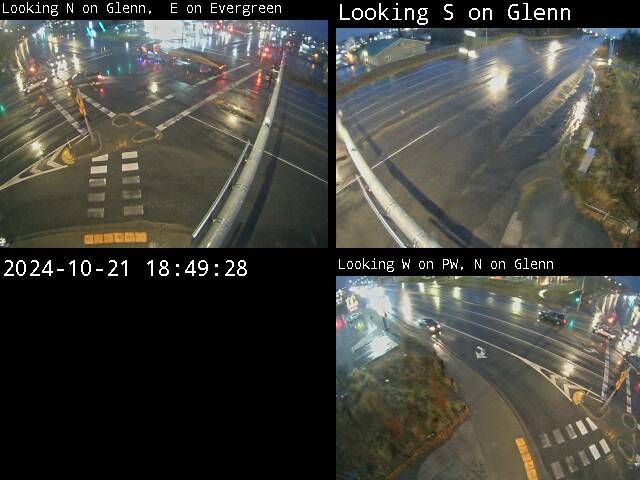 Looking N on Glenn,  E on Evergreen
Looking S on Glenn
2024-10-21 18:49:28
Looking W on PW, N on Glenn